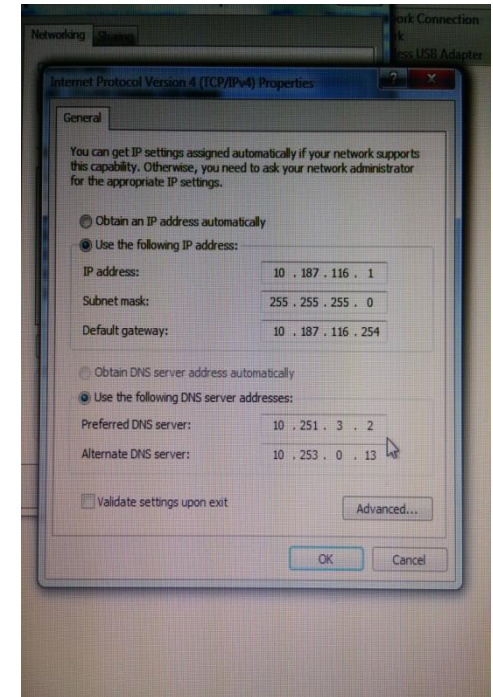 ork Connection
Networking Sharing
rk
less USB Adapter
Internet Protocol Version 4 (TCP/IPv4) Properties
General
You can get IP settings assigned automatically if your network supports
this capability. Otherwise, you need to ask your network administrator
for the appropriate IP settings.
Obtain an IP address automatically
Use the following IP address:
IP address: 10 . 187 . 116 . 1
Subnet mask: 255 . 255 . 255 . 0
Default gateway: 10 . 187 . 116 . 254
Obtain DNS server address automatically
Use the following DNS server addresses:
Preferred DNS server: 10 . 251 . 3 . 2
Alternate DNS server: 10 . 253 . 0 . 13
Validate settings upon exit
Advanced...
OK Cancel